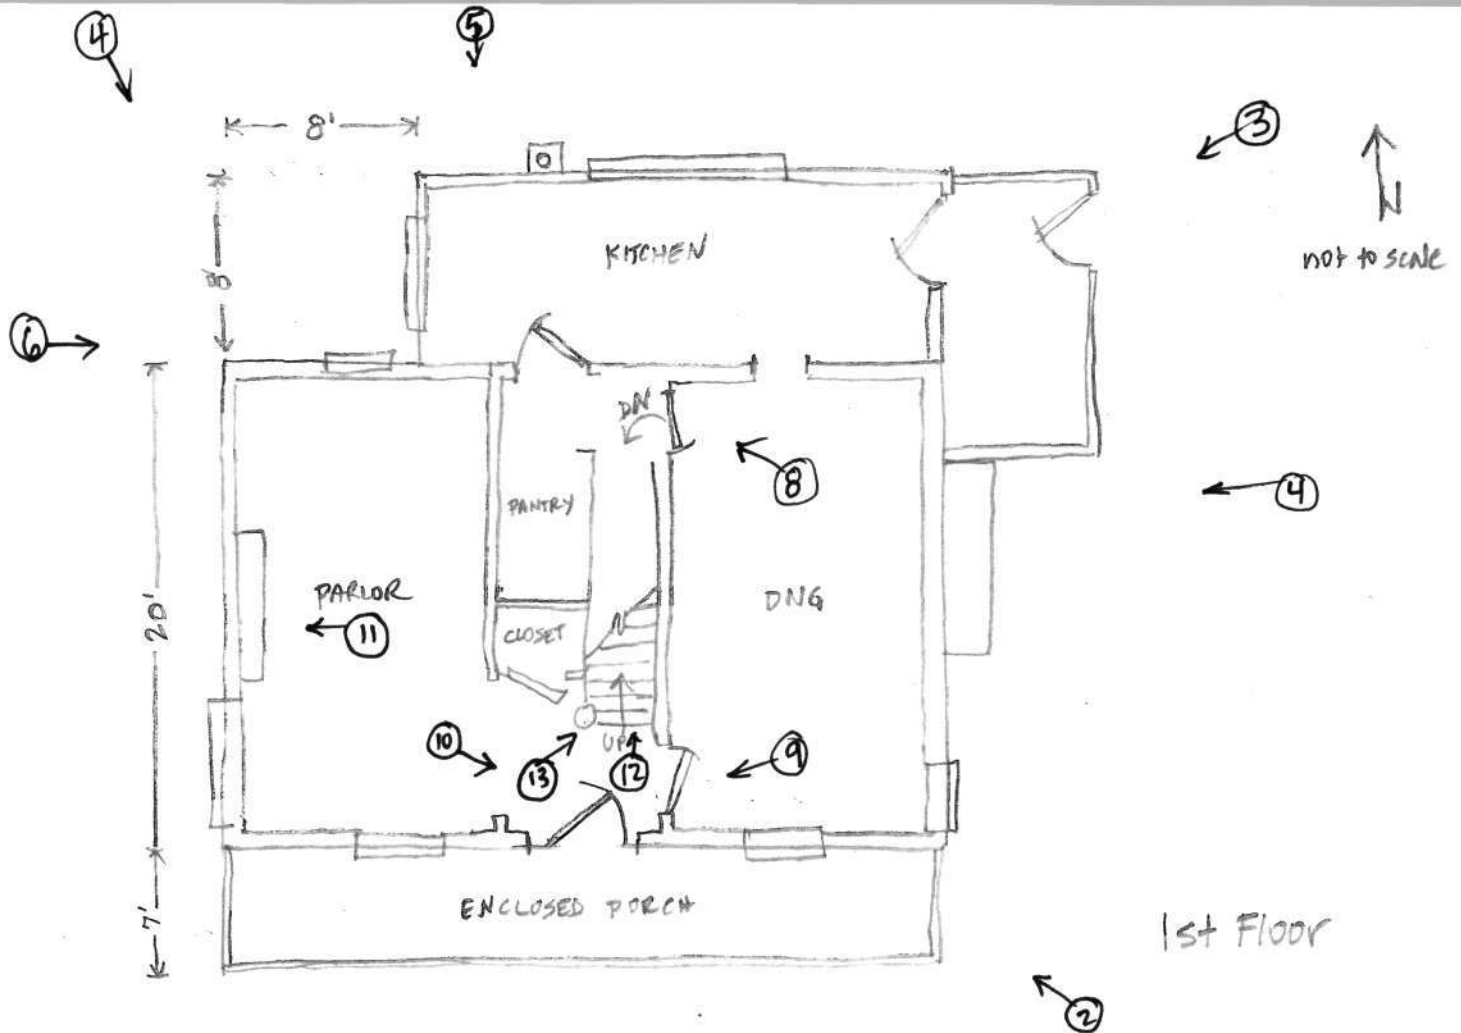 5
4
3
8'
N
not to scale
8'
KITCHEN
6
DN
8
4
PANTRY
PARLOR
DNG
20'
11
CLOSET
UP
10
13
12
9
7'
ENCLOSED PORCH
1st Floor
2